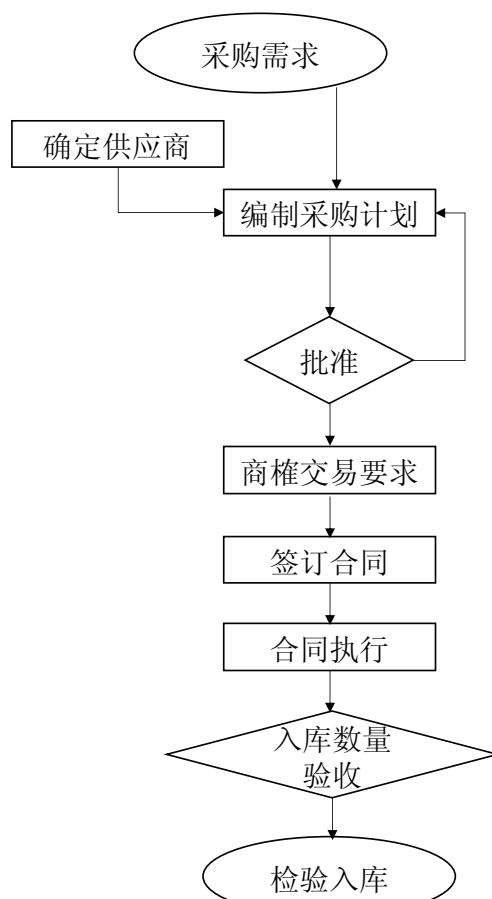 采购需求
确定供应商
编制采购计划
批准
商榷交易要求
签订合同
合同执行
入库数量
验收
检验入库